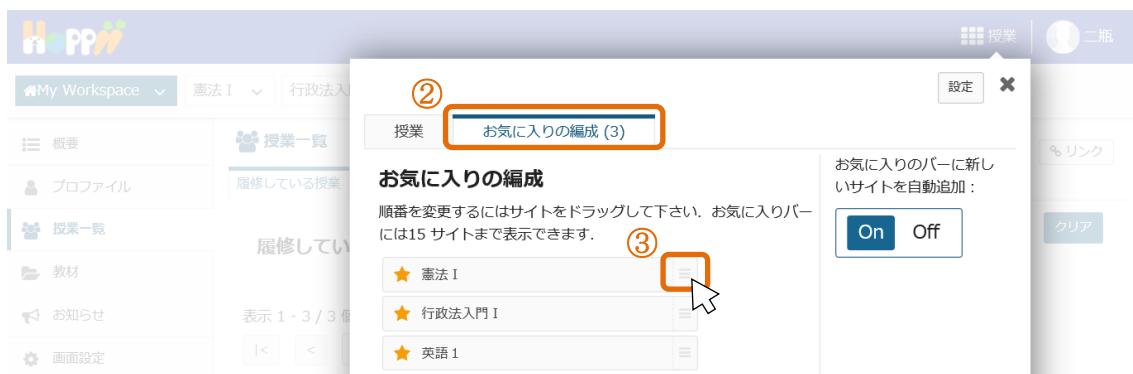 Hoppii
授業
二瓶
My Workspace
憲法 I
行政法入
設定
②
授業
お気に入りの編成 (3)
概要
授業一覧
リンク
プロファイル
履修している授業
お気に入りの編成
お気に入りのバーに新し
いサイトを自動追加：
順番を変更するにはサイトをドラッグして下さい．お気に入りバー
には15 サイトまで表示できます．
On Off
クリア
授業一覧
履修してい
③
教材
憲法 I
お知らせ
表示 1 - 3 / 3 個
行政法入門 I
画面設定
|< <
英語 1